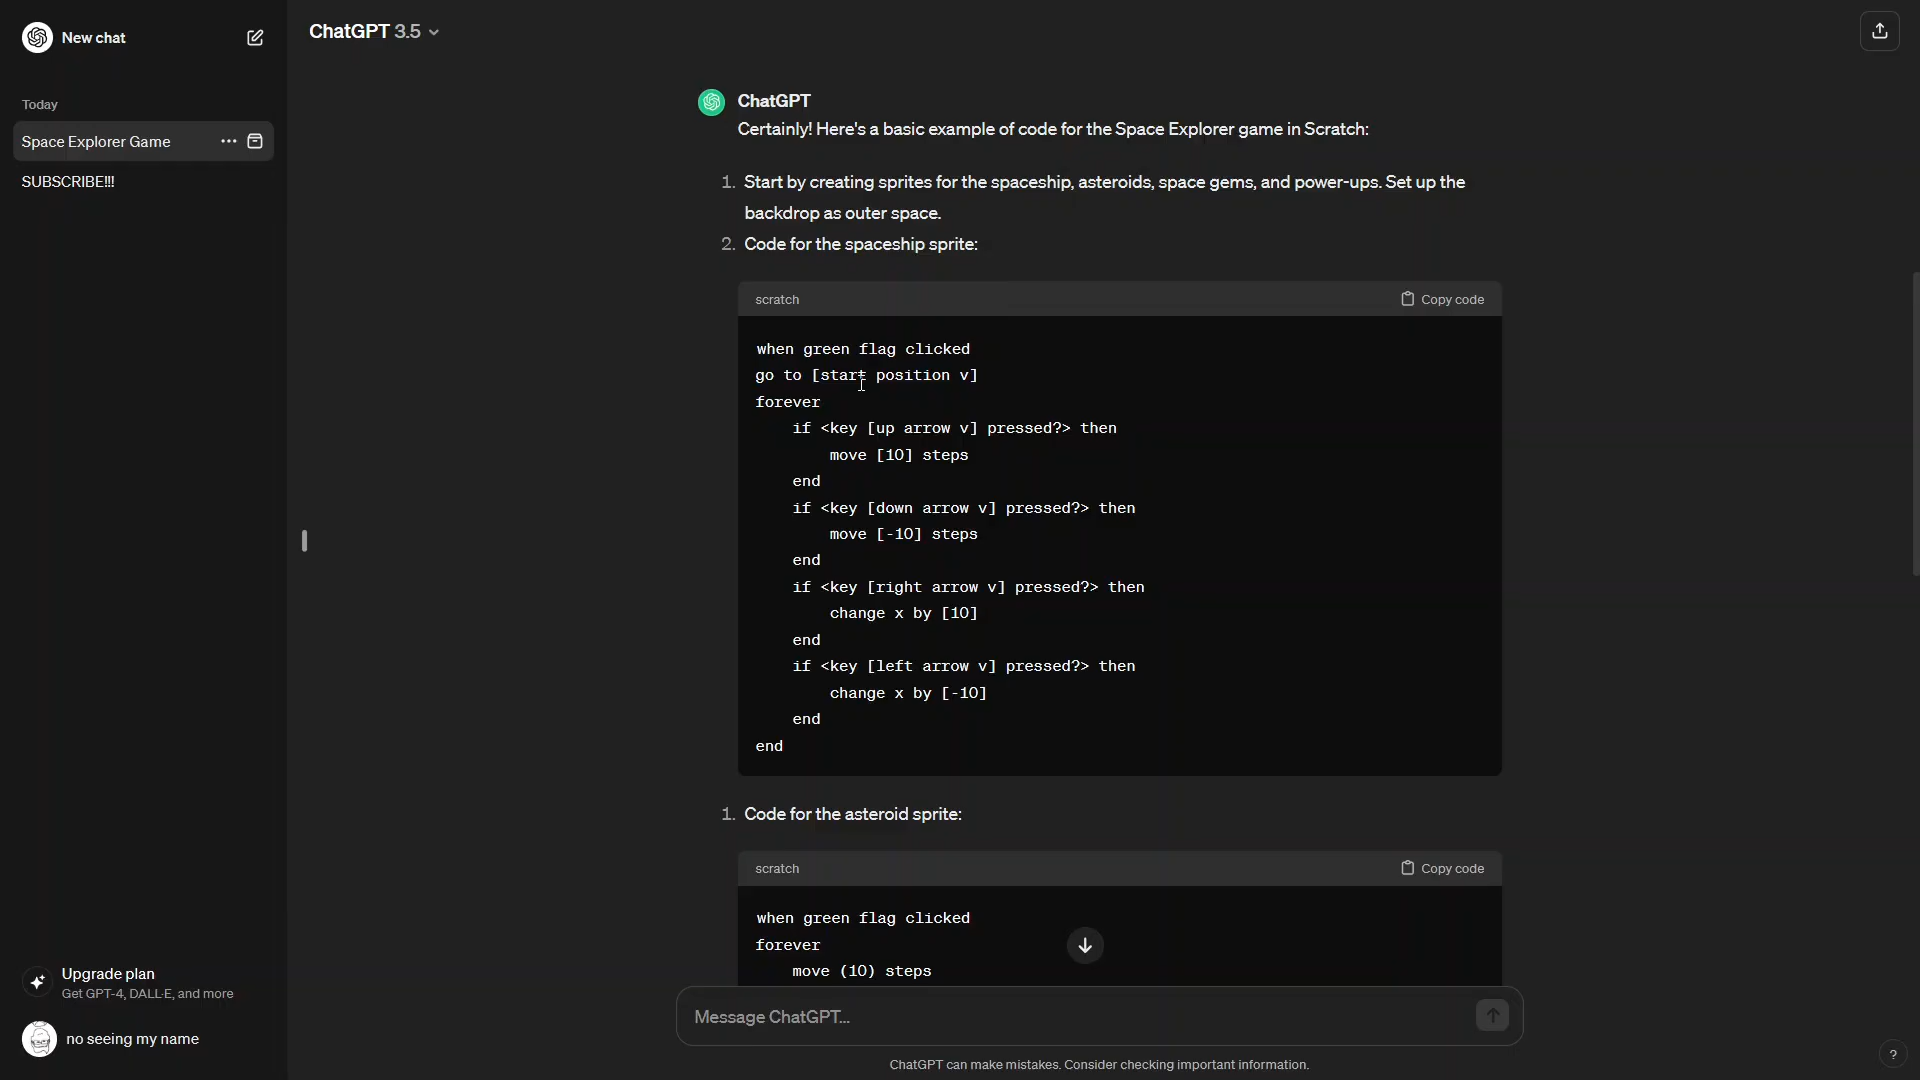 New chat
Today
Space Explorer Game
SUBSCRIBE!!!
Upgrade plan
Get GPT-4, DALL·E, and more
no seeing my name
ChatGPT 3.5
ChatGPT
Certainly! Here's a basic example of code for the Space Explorer game in Scratch:
1. Start by creating sprites for the spaceship, asteroids, space gems, and power-ups. Set up the
backdrop as outer space.
2. Code for the spaceship sprite:
scratch
Copy code
when green flag clicked
go to [start position v]
forever
    if <key [up arrow v] pressed?> then
        move [10] steps
    end
    if <key [down arrow v] pressed?> then
        move [-10] steps
    end
    if <key [right arrow v] pressed?> then
        change x by [10]
    end
    if <key [left arrow v] pressed?> then
        change x by [-10]
    end
end
1. Code for the asteroid sprite:
scratch
Copy code
when green flag clicked
forever
    move (10) steps
Message ChatGPT...
ChatGPT can make mistakes. Consider checking important information.
?